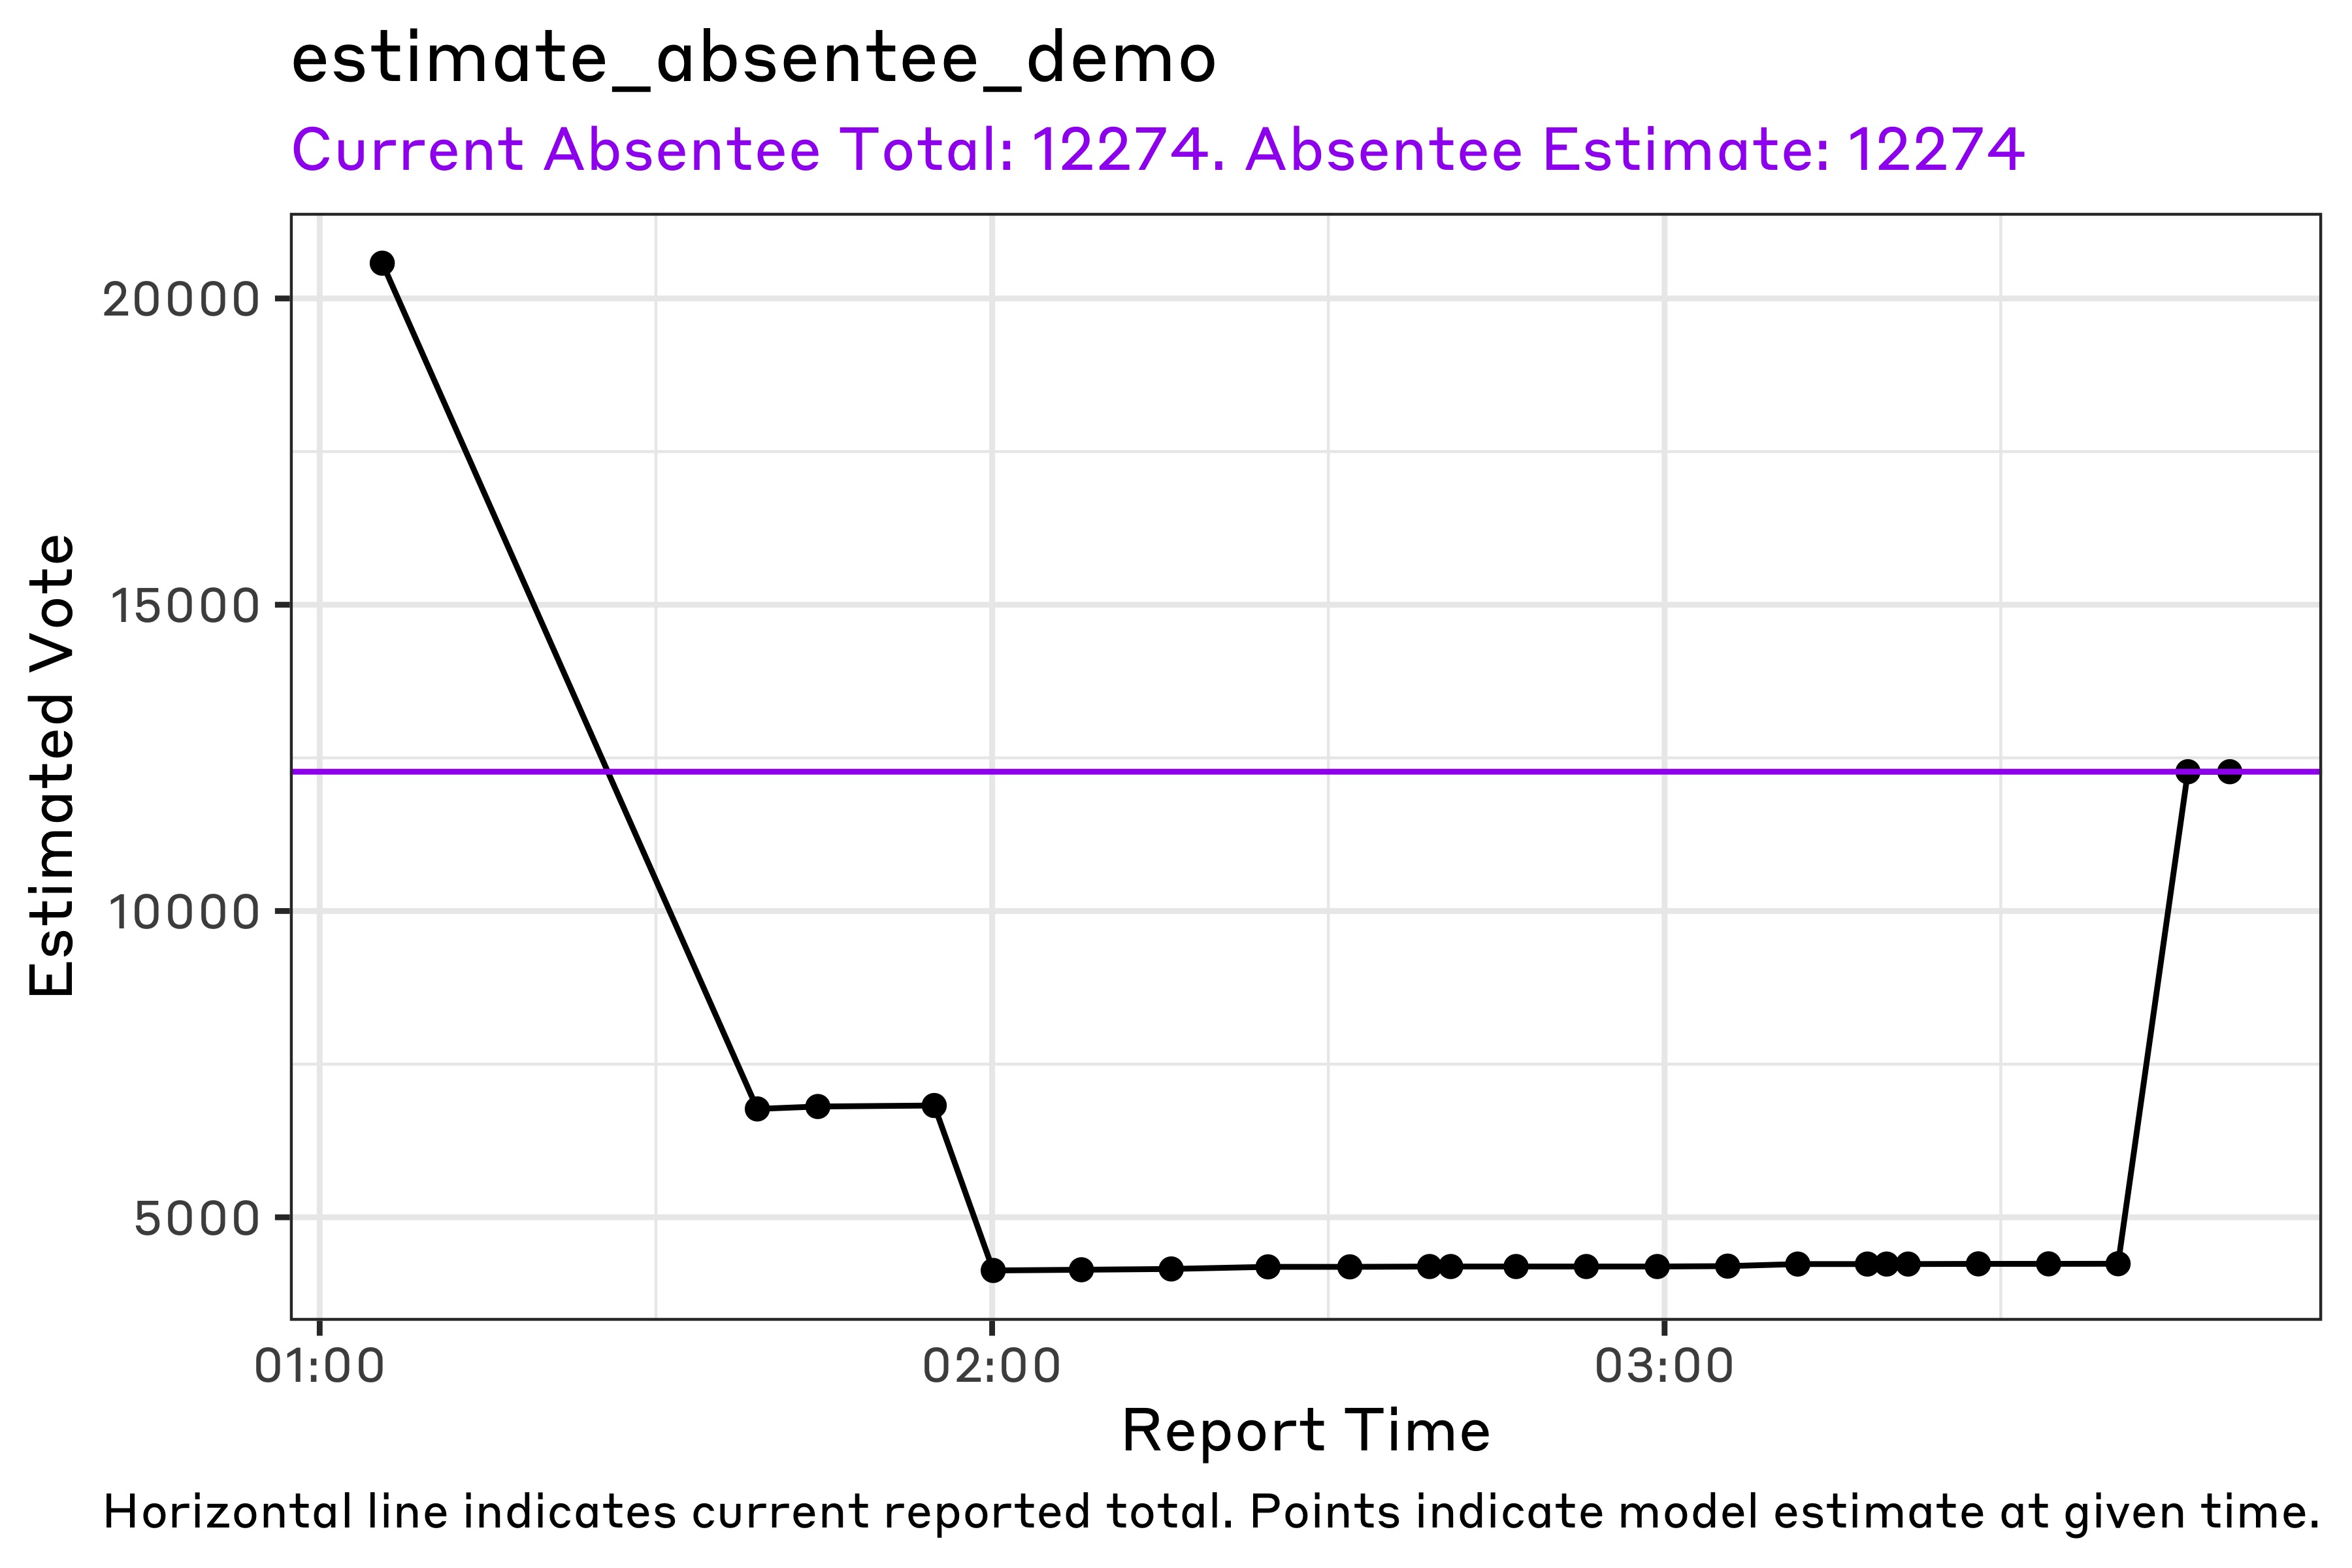 estimate_absentee_demo
Current Absentee Total: 12274. Absentee Estimate: 12274
Estimated Vote
20000
15000
10000
5000
01:00 02:00 03:00
Report Time
Horizontal line indicates current reported total. Points indicate model estimate at given time.